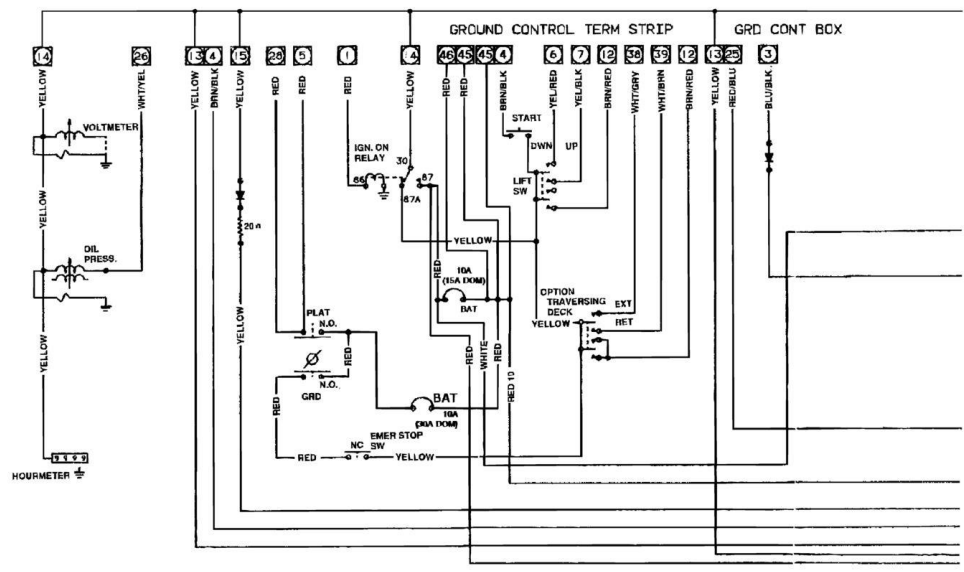 GROUND CONTROL TERM STRIP
GRD CONT BOX
14 26 13 4 15 28 5 1 14 46 45 45 4 6 7 12 38 39 12 13 25 3
YELLOW
WHT/YEL
YELLOW
BRN/BLK
YELLOW
RED
RED
RED
YELLOW
RED
RED
BRN/BLK
YEL/RED
YEL/BLK
BRN/RED
WHT/GRY
WHT/BRN
BRN/RED
YELLOW
RED/BLU
BLU/BLK
VOLTMETER
START
DWN UP
IGN. ON
RELAY
30
86
87
87A
LIFT
SW
YELLOW
20 Ω
YELLOW
OIL
PRESS.
RED
10A
(15A DOM)
BAT
OPTION
TRAVERSING
DECK
EXT
RET
YELLOW
PLAT
N.O.
YELLOW
YELLOW
RED
RED
RED
WHITE
RED
RED 10
N.O.
GRD
BAT
10A
(30A DOM)
RED
EMER STOP
SW
NC
RED
YELLOW
HOURMETER